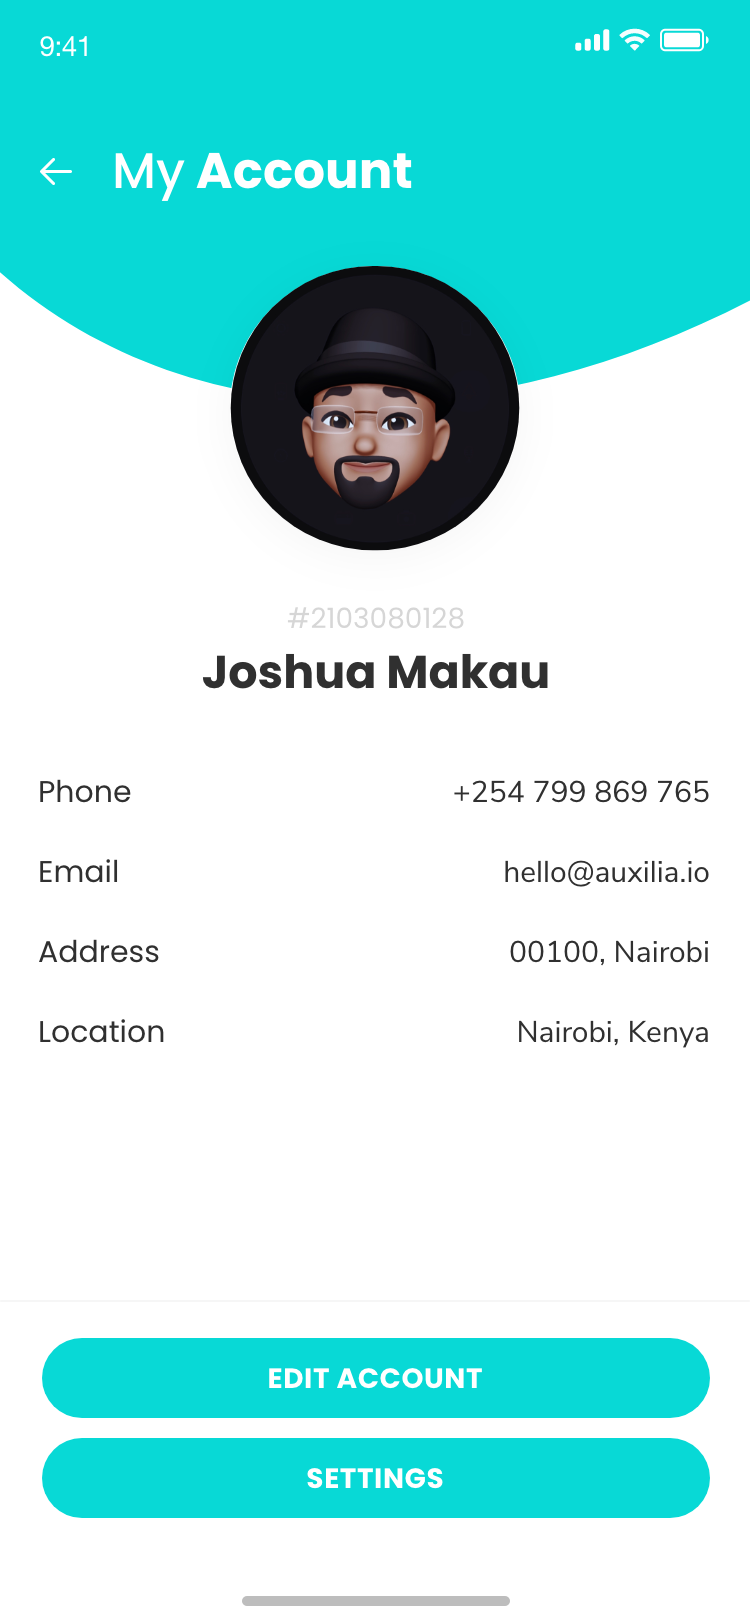 9:41
My Account
#2103080128
Joshua Makau
Phone +254 799 869 765
Email hello@auxilia.io
Address 00100, Nairobi
Location Nairobi, Kenya
EDIT ACCOUNT
SETTINGS